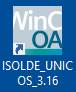 WinC
OA
ISOLDE_UNIC
OS_3.16